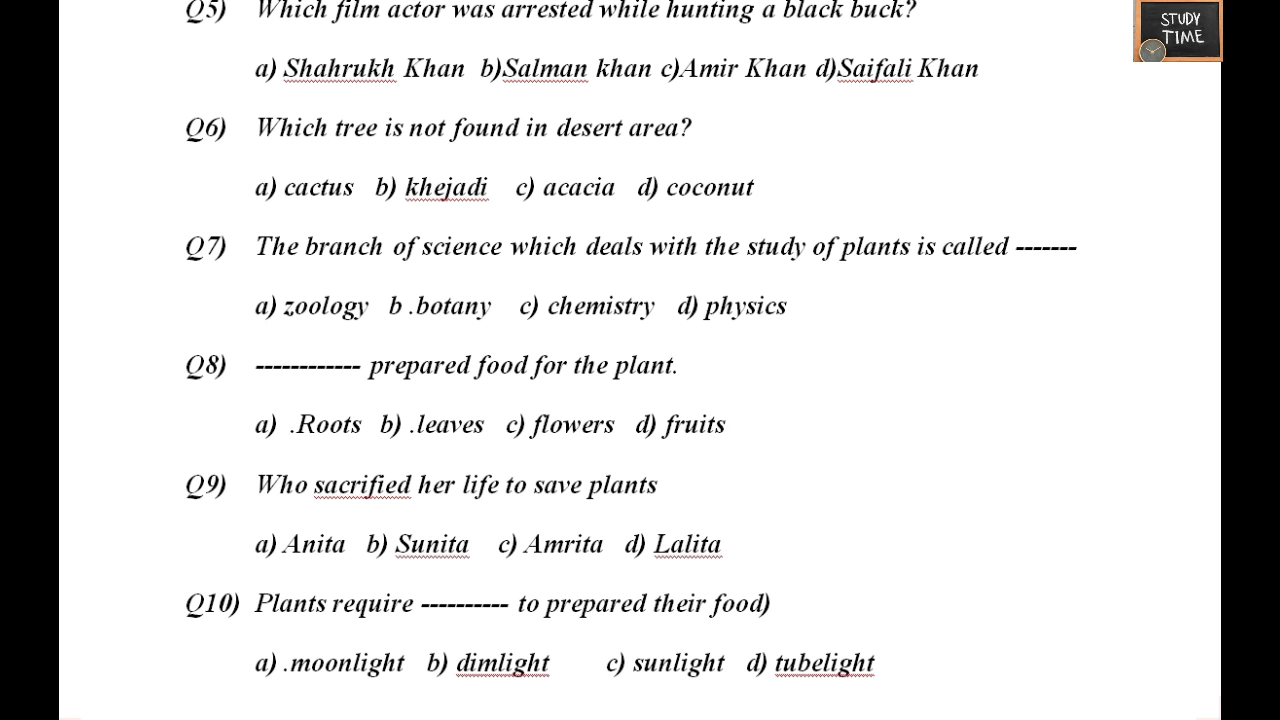 Q5) Which film actor was arrested while hunting a black buck?
a) Shahrukh Khan b)Salman khan c)Amir Khan d)Saifali Khan
Q6) Which tree is not found in desert area?
a) cactus b) khejadi c) acacia d) coconut
Q7) The branch of science which deals with the study of plants is called -------
a) zoology b .botany c) chemistry d) physics
Q8) ------------ prepared food for the plant.
a) .Roots b) .leaves c) flowers d) fruits
Q9) Who sacrified her life to save plants
a) Anita b) Sunita c) Amrita d) Lalita
Q10) Plants require ---------- to prepared their food)
a) .moonlight b) dimlight c) sunlight d) tubelight
STUDY
TIME